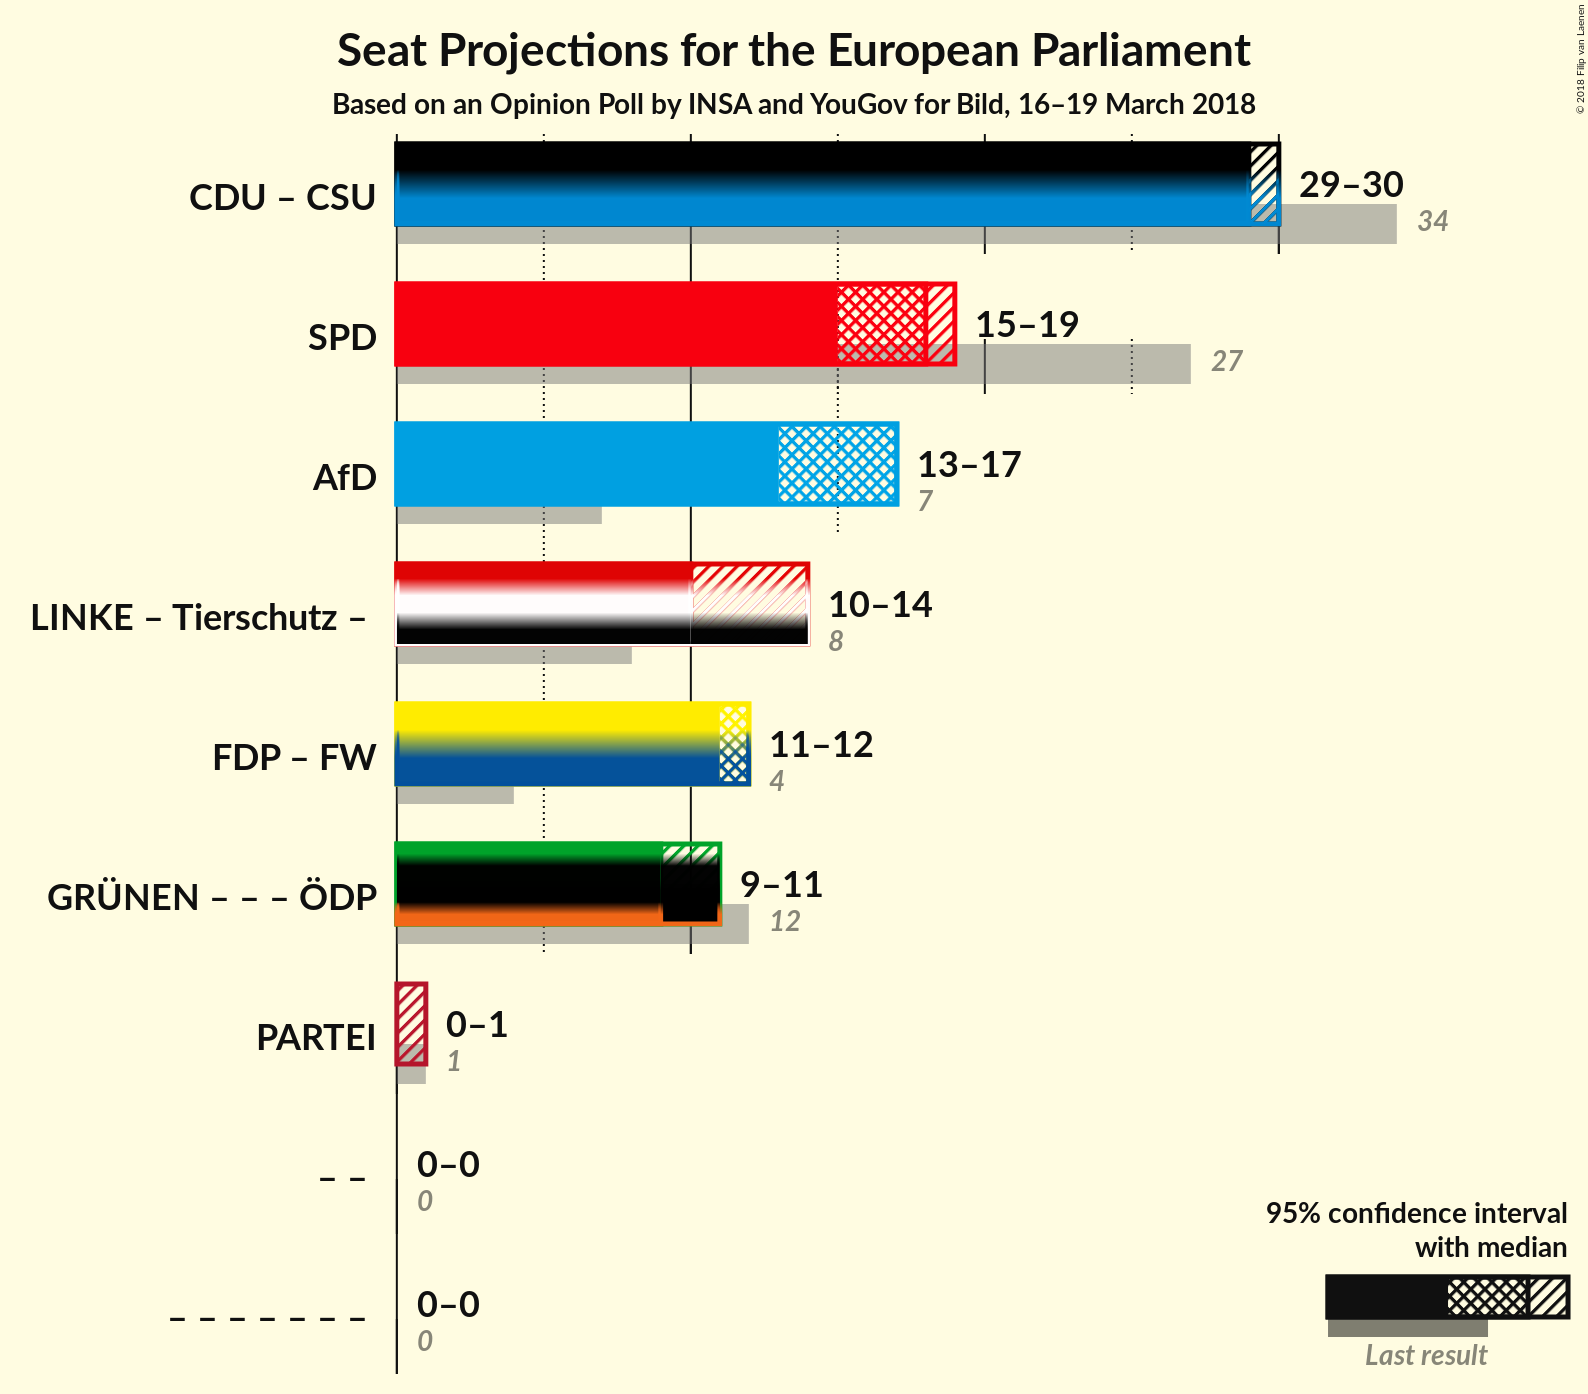 Seat Projections for the European Parliament
Based on an Opinion Poll by INSA and YouGov for Bild, 16–19 March 2018
© 2018 Filip van Laenen
CDU – CSU
29–30
34
SPD
15–19
27
AfD
13–17
7
LINKE – Tierschutz –
10–14
8
FDP – FW
11–12
4
GRÜNEN – – – ÖDP
9–11
12
PARTEI
0–1
1
– –
0–0
0
– – – – – – –
0–0
0
95% confidence interval
with median
Last result